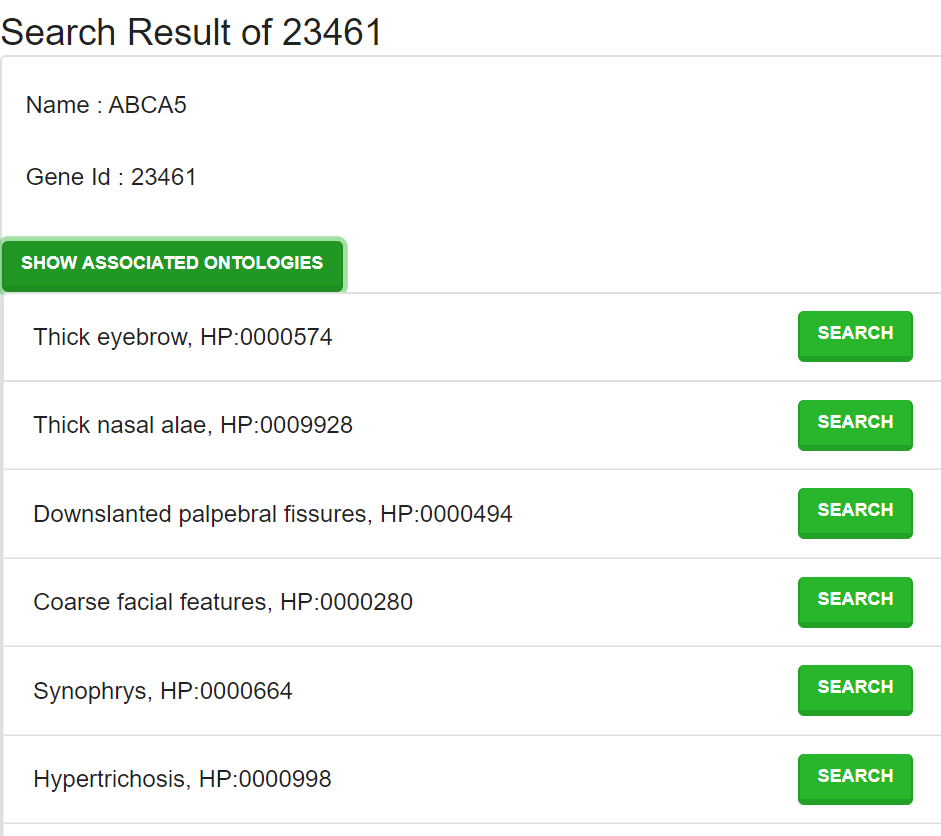 Search Result of 23461
Name : ABCA5
Gene Id : 23461
SHOW ASSOCIATED ONTOLOGIES
Thick eyebrow, HP:0000574 SEARCH
Thick nasal alae, HP:0009928 SEARCH
Downslanted palpebral fissures, HP:0000494 SEARCH
Coarse facial features, HP:0000280 SEARCH
Synophrys, HP:0000664 SEARCH
Hypertrichosis, HP:0000998 SEARCH